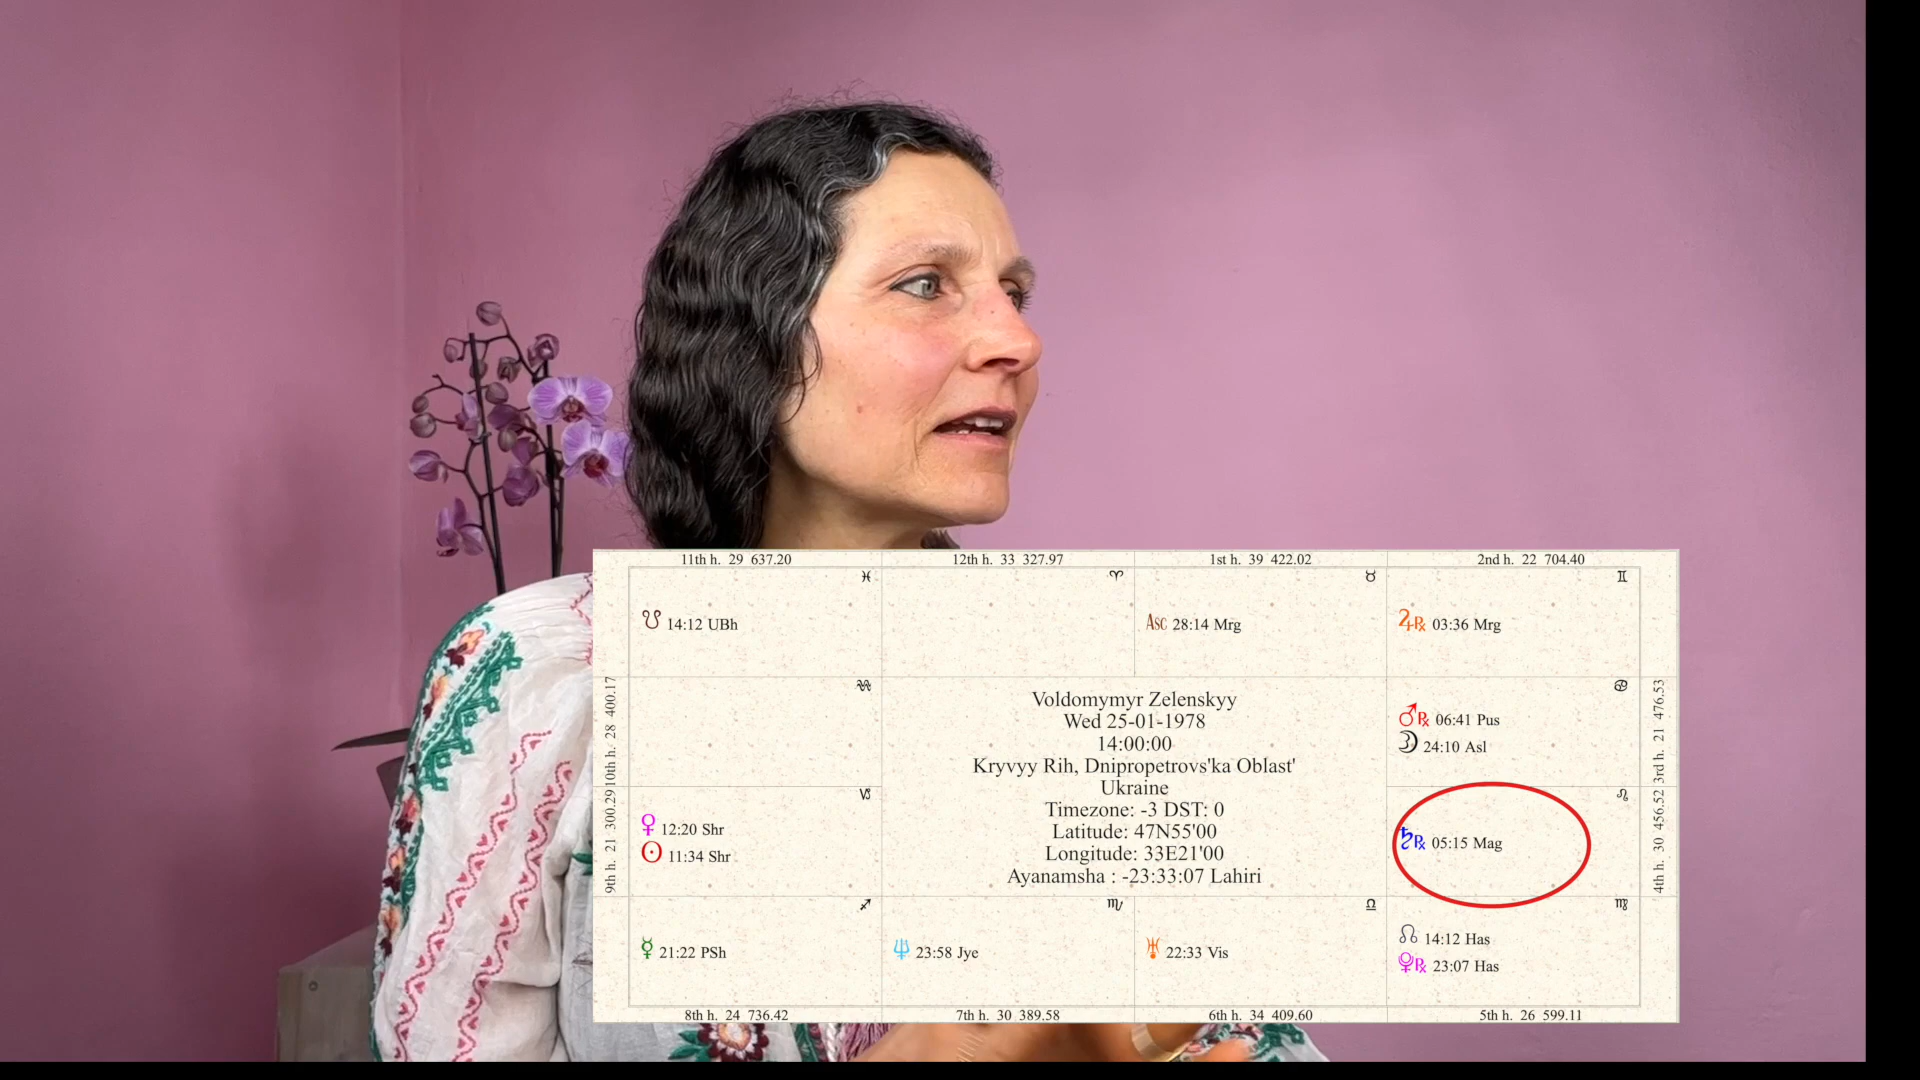 11th h. 29 637.20
12th h. 33 327.97
1st h. 39 422.02
2nd h. 22 704.40
♓
♈
♉
♊
☋ 14:12 UBh
Asc 28:14 Mrg
♃℞ 03:36 Mrg
10th h. 28 400.17
♒
♋
3rd h. 21 476.53
♂℞ 06:41 Pus
☽ 24:10 Asl
Voldomymyr Zelenskyy
Wed 25-01-1978
14:00:00
Kryvyy Rih, Dnipropetrovs'ka Oblast'
Ukraine
Timezone: -3 DST: 0
Latitude: 47N55'00
Longitude: 33E21'00
Ayanamsha : -23:33:07 Lahiri
9th h. 21 300.29
♑
♌
4th h. 30 456.52
♀ 12:20 Shr
☉ 11:34 Shr
♄℞ 05:15 Mag
♐
♏
♎
♍
☿ 21:22 PSh
♆ 23:58 Jye
♅ 22:33 Vis
☊ 14:12 Has
♇℞ 23:07 Has
8th h. 24 736.42
7th h. 30 389.58
6th h. 34 409.60
5th h. 26 599.11